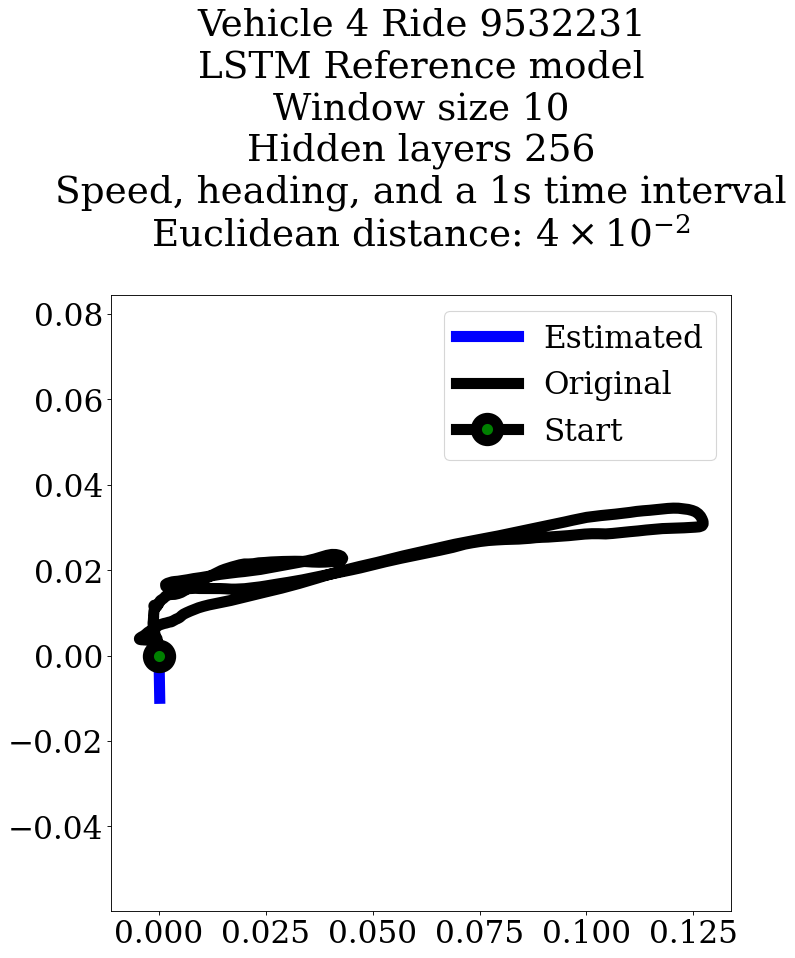 Vehicle 4 Ride 9532231
LSTM Reference model
Window size 10
Hidden layers 256
Speed, heading, and a 1s time interval
Euclidean distance: 4 × 10⁻²
Estimated
Original
Start
0.08
0.06
0.04
0.02
0.00
−0.02
−0.04
0.000 0.025 0.050 0.075 0.100 0.125